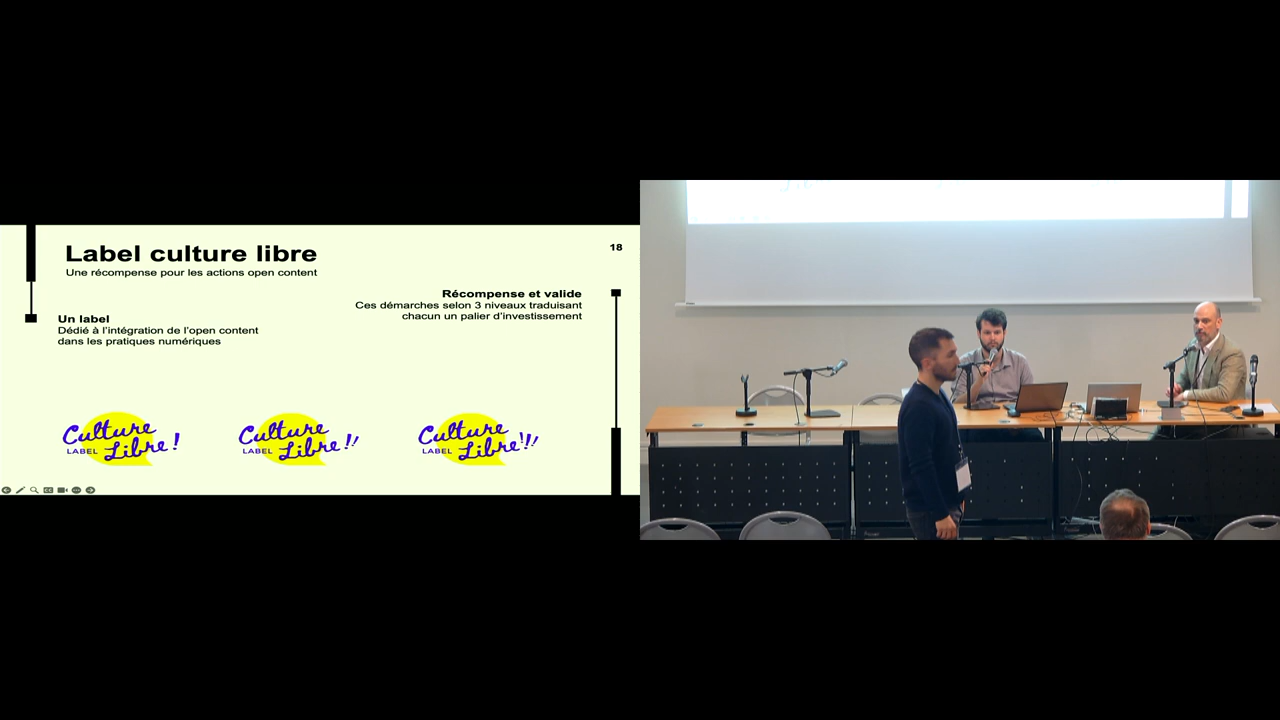 Label culture libre
Une récompense pour les actions open content
18
Récompense et valide
Ces démarches selon 3 niveaux traduisant
chacun un palier d'investissement
Un label
Dédié à l'intégration de l'open content
dans les pratiques numériques
Culture
LABEL Libre !
Culture
LABEL Libre !!
Culture
LABEL Libre !!!